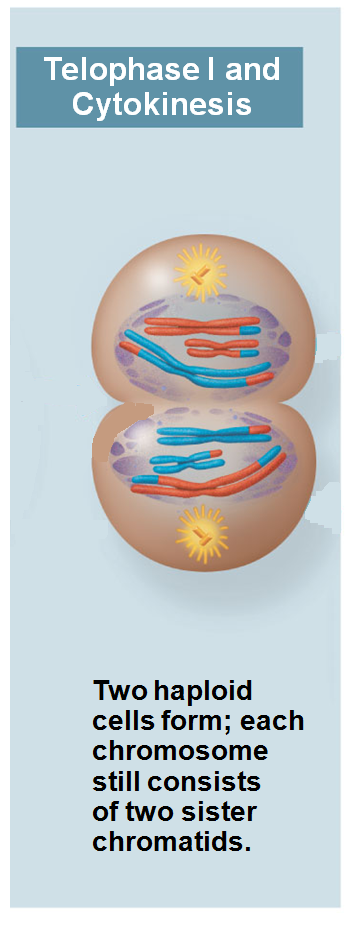 Telophase I and
Cytokinesis
Two haploid
cells form; each
chromosome
still consists
of two sister
chromatids.